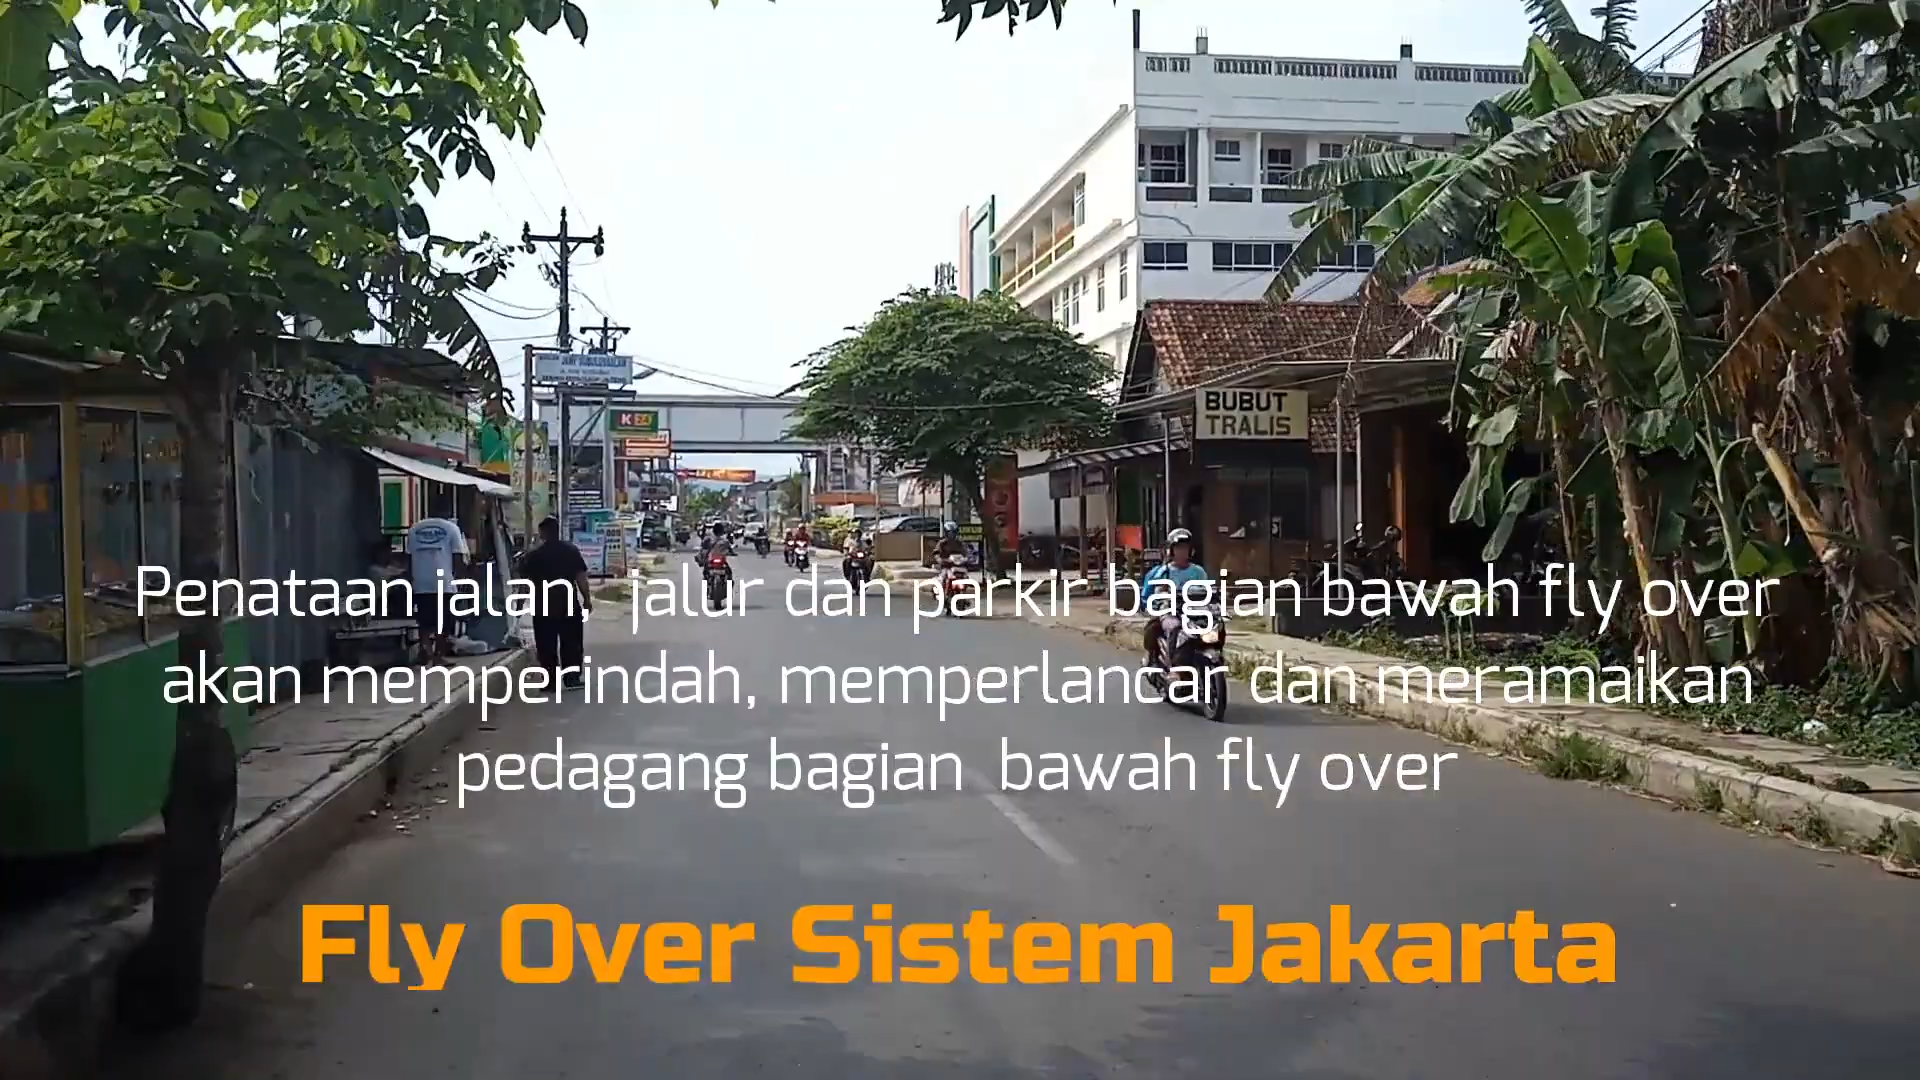 BUBUT
TRALIS
Penataan jalan,  jalur dan parkir bagian bawah fly over
akan memperindah, memperlancar dan meramaikan
pedagang bagian  bawah fly over
Fly Over Sistem Jakarta